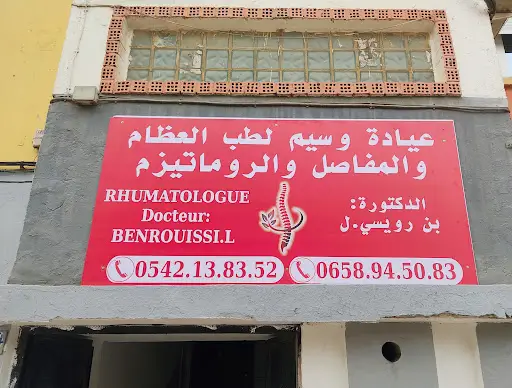 عيادة وسيم لطب العظام
والمفاصل والروماتيزم
RHUMATOLOGUE
Docteur:
BENROUISSI.L
الدكتورة:
بن رويسي.ل
0542.13.83.52
0658.94.50.83